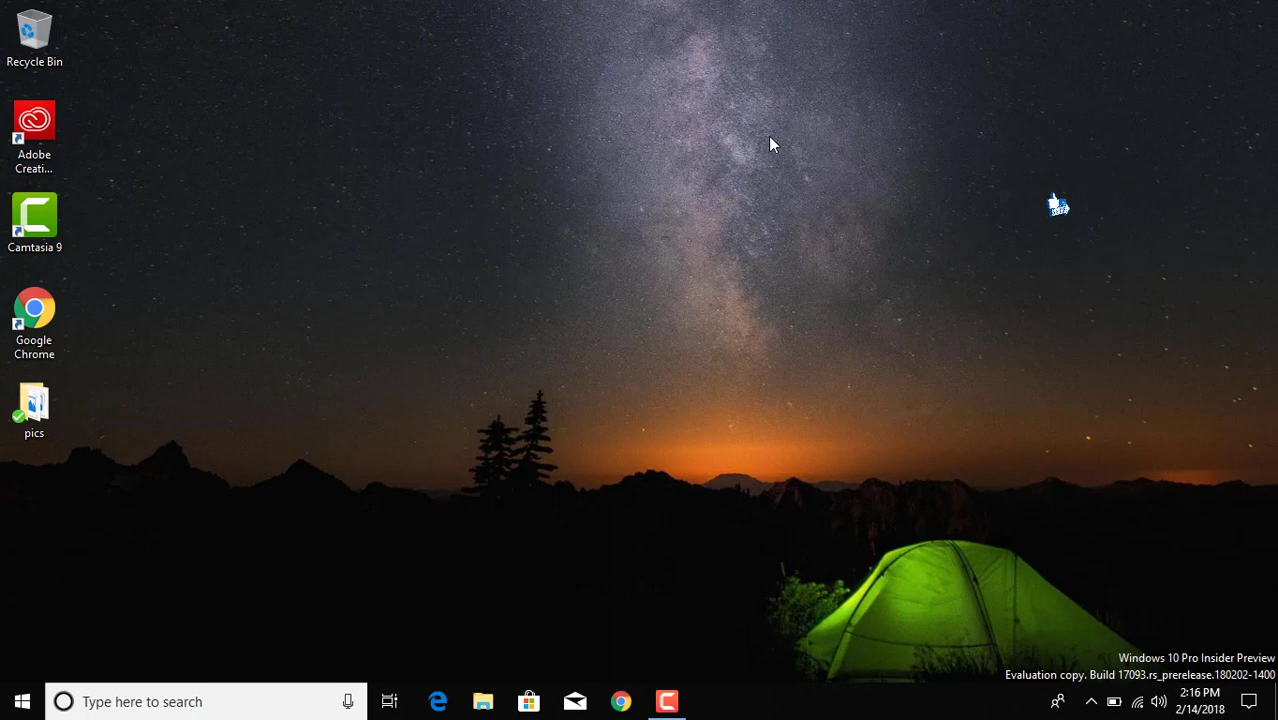 Recycle Bin
Adobe
Creati...
Camtasia 9
Google
Chrome
pics
Windows 10 Pro Insider Preview
Evaluation copy. Build 17093.rs_prerelease.180202-1400
Type here to search
2:16 PM
2/14/2018